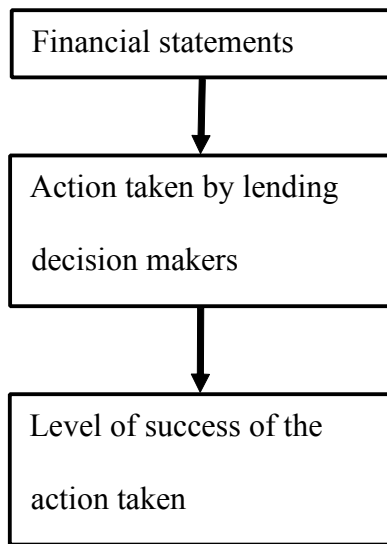 Financial statements
Action taken by lending
decision makers
Level of success of the
action taken